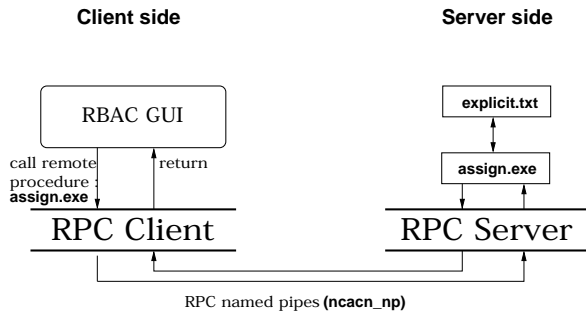 Client side
Server side
RBAC GUI
explicit.txt
call remote
procedure :
assign.exe
return
assign.exe
RPC Client
RPC Server
RPC named pipes (ncacn_np)